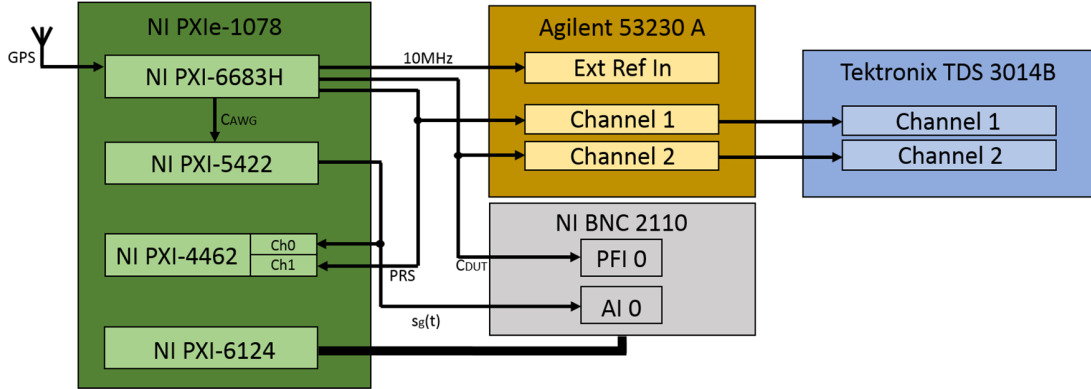 NI PXIe-1078
Agilent 53230 A
GPS
NI PXI-6683H
10MHz
Ext Ref In
Tektronix TDS 3014B
CAWG
Channel 1
Channel 1
NI PXI-5422
Channel 2
Channel 2
NI BNC 2110
NI PXI-4462
Ch0
Ch1
PRS
CDUT
PFI 0
sg(t)
AI 0
NI PXI-6124